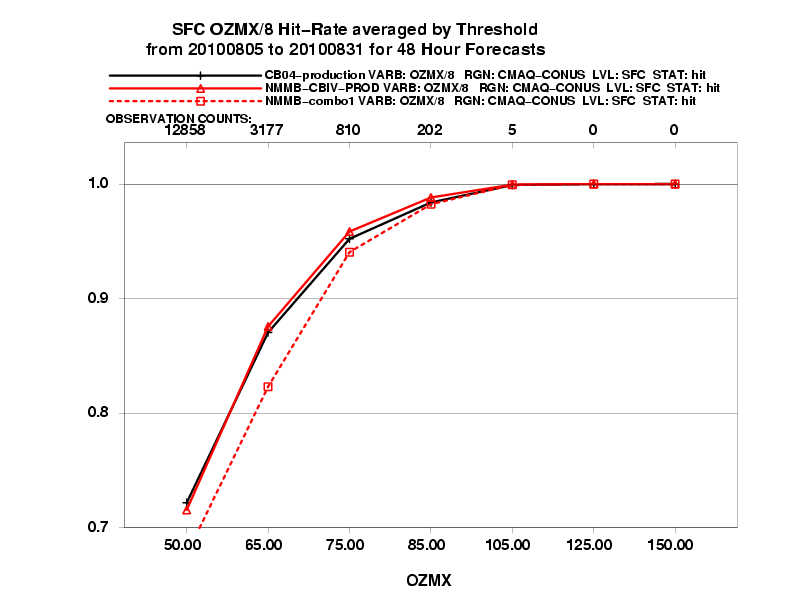 SFC OZMX/8 Hit-Rate averaged by Threshold
from 20100805 to 20100831 for 48 Hour Forecasts
CB04-production VARB: OZMX/8 RGN: CMAQ-CONUS LVL: SFC STAT: hit
NMMB-CBIV-PROD VARB: OZMX/8 RGN: CMAQ-CONUS LVL: SFC STAT: hit
NMMB-combo1 VARB: OZMX/8 RGN: CMAQ-CONUS LVL: SFC STAT: hit
OBSERVATION COUNTS:
12858 3177 810 202 5 0 0
1.0
0.9
0.8
0.7
50.00 65.00 75.00 85.00 105.00 125.00 150.00
OZMX